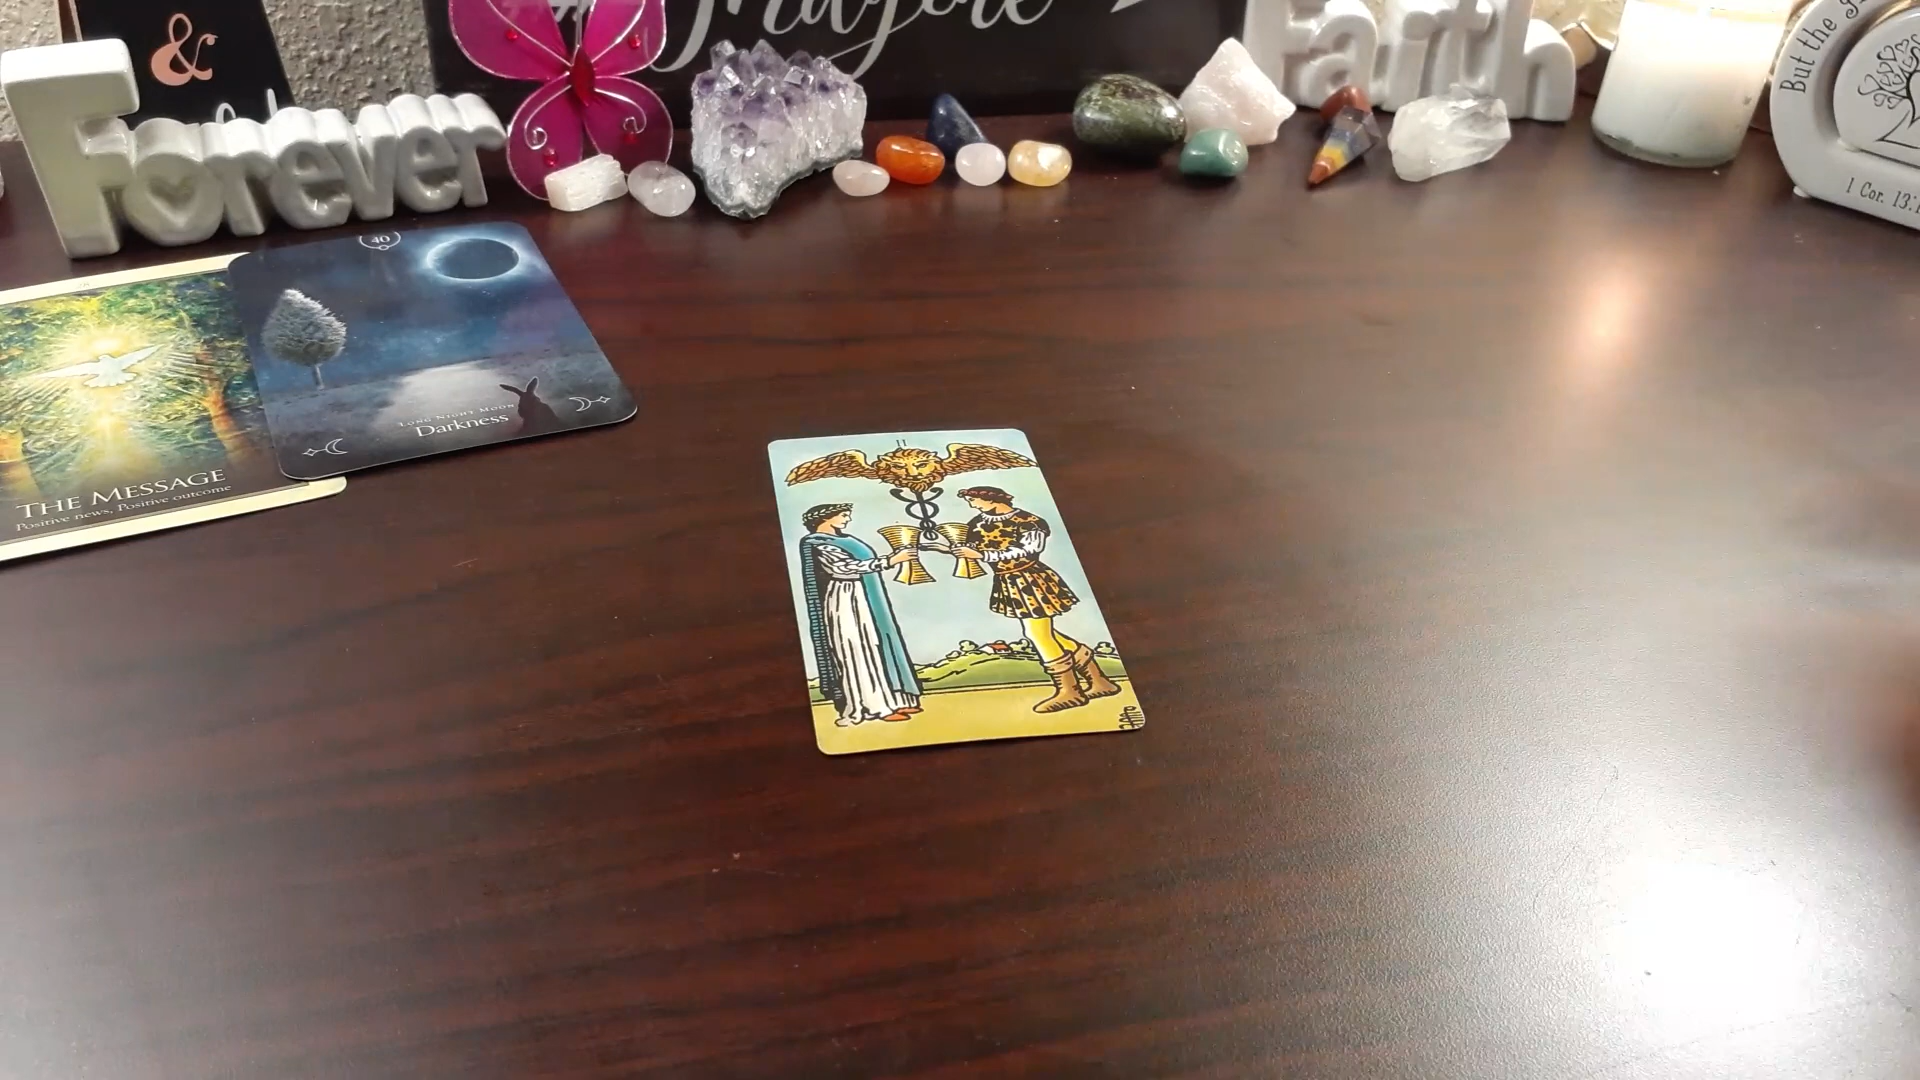 &
Forever
Faith
But the
1 Cor. 13:1
40
LONG NIGHT MOON
Darkness
THE MESSAGE
Positive news, Positive outcome
II